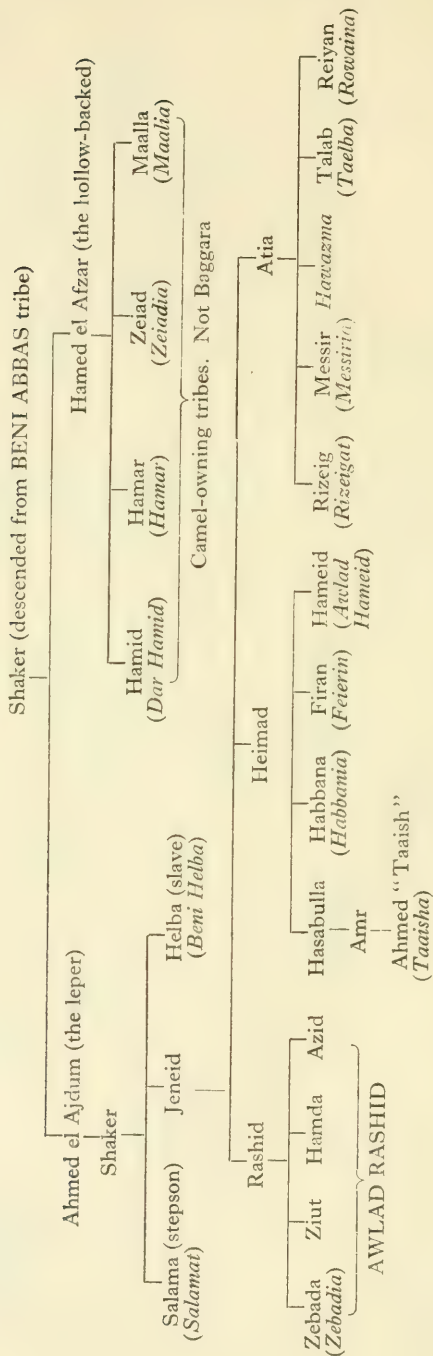 Shaker (descended from BENI ABBAS tribe)
Ahmed el Ajdum (the leper)
Hamed el Afzar (the hollow-backed)
Shaker
Hamid
(Dar Hamid)
Hamar
(Hamar)
Zeiad
(Zeiadia)
Maalla
(Maalia)
Camel-owning tribes. Not Baggara
Salama (stepson)
(Salamat)
Jeneid
Helba (slave)
(Beni Helba)
Rashid
Heimad
Atia
Zebada
(Zebadia)
Ziut
Hamda
Azid
AWLAD RASHID
Hasabulla
Habbana
(Habbania)
Firan
(Feierin)
Hameid
(Awlad
Hameid)
Rizeig
(Rizeigat)
Messir
(Messiria)
Hawazma
Talab
(Taelba)
Reiyan
(Rowaina)
Amr
Ahmed "Taaish"
(Taaisha)